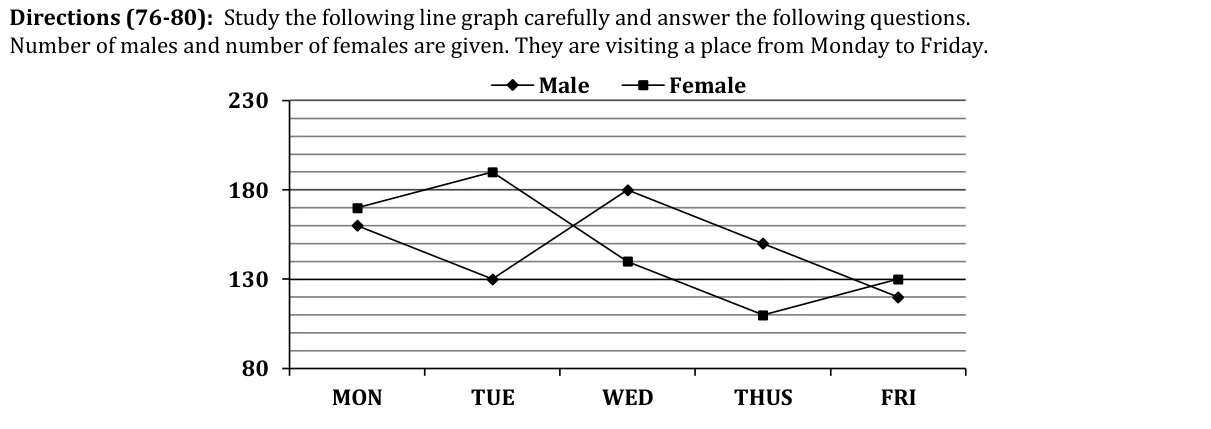 Directions (76-80): Study the following line graph carefully and answer the following questions.
Number of males and number of females are given. They are visiting a place from Monday to Friday.
Male Female
230
180
130
80
MON TUE WED THUS FRI